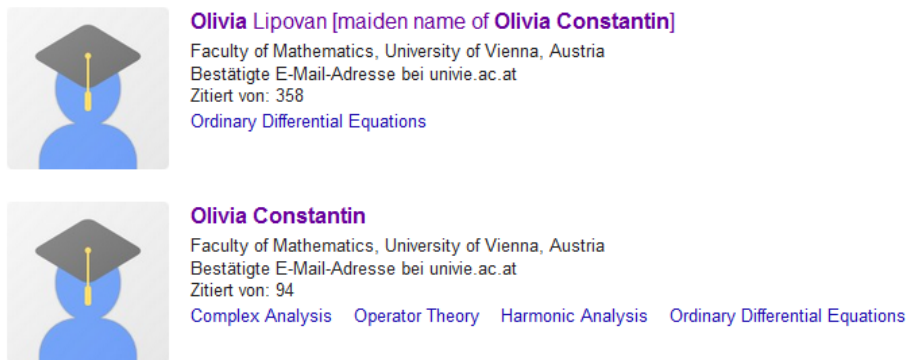 Olivia Lipovan [maiden name of Olivia Constantin]
Faculty of Mathematics, University of Vienna, Austria
Bestätigte E-Mail-Adresse bei univie.ac.at
Zitiert von: 358
Ordinary Differential Equations
Olivia Constantin
Faculty of Mathematics, University of Vienna, Austria
Bestätigte E-Mail-Adresse bei univie.ac.at
Zitiert von: 94
Complex Analysis Operator Theory Harmonic Analysis Ordinary Differential Equations